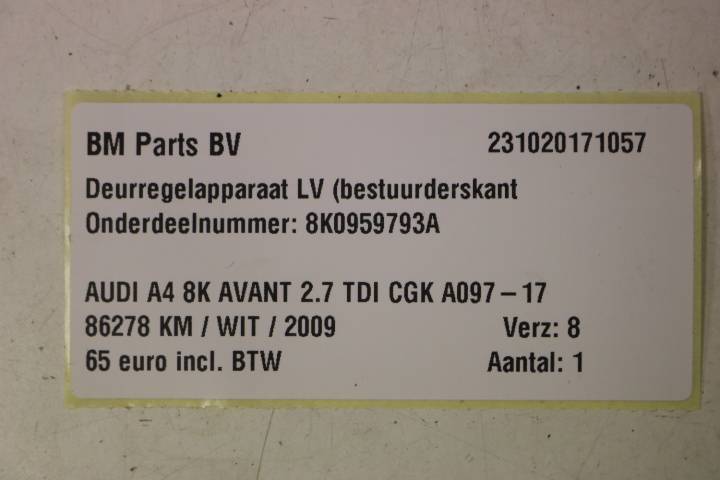 BM Parts BV 231020171057
Deurregelapparaat LV (bestuurderskant
Onderdeelnummer: 8K0959793A
AUDI A4 8K AVANT 2.7 TDI CGK A097 – 17
86278 KM / WIT / 2009 Verz: 8
65 euro incl. BTW Aantal: 1